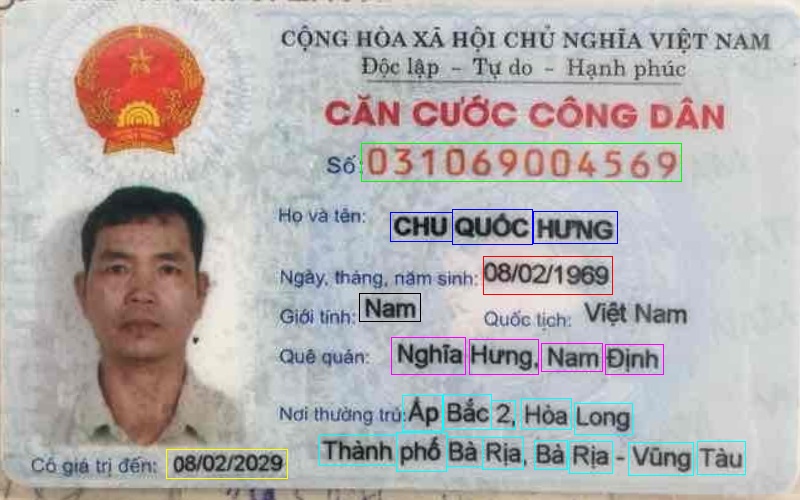 CỘNG HÒA XÃ HỘI CHỦ NGHĨA VIỆT NAM
Độc lập - Tự do - Hạnh phúc
CĂN CƯỚC CÔNG DÂN
Số: 031069004569
Họ và tên: CHU QUỐC HƯNG
Ngày, tháng, năm sinh: 08/02/1969
Giới tính: Nam Quốc tịch: Việt Nam
Quê quán: Nghĩa Hưng, Nam Định
Nơi thường trú: Ấp Bắc 2, Hòa Long
Thành phố Bà Rịa, Bà Rịa - Vũng Tàu
Có giá trị đến: 08/02/2029